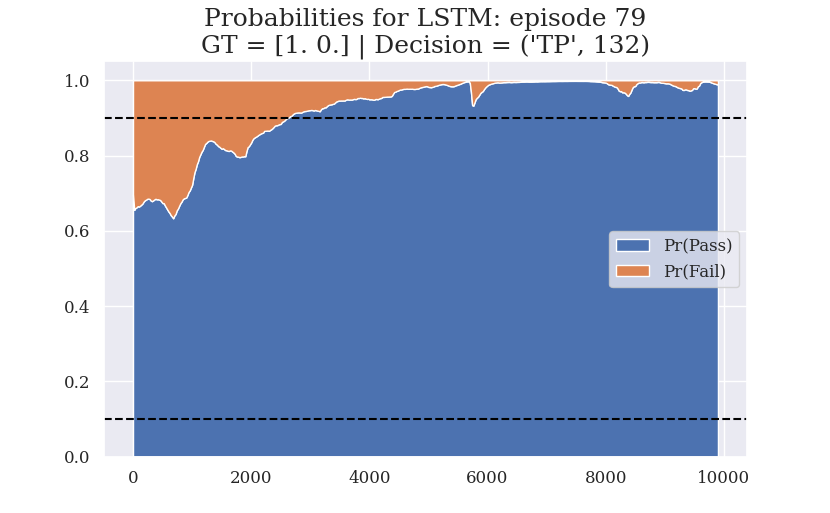 Probabilities for LSTM: episode 79
GT = [1. 0.] | Decision = ('TP', 132)
1.0
0.8
0.6
0.4
0.2
0.0
Pr(Pass)
Pr(Fail)
0 2000 4000 6000 8000 10000